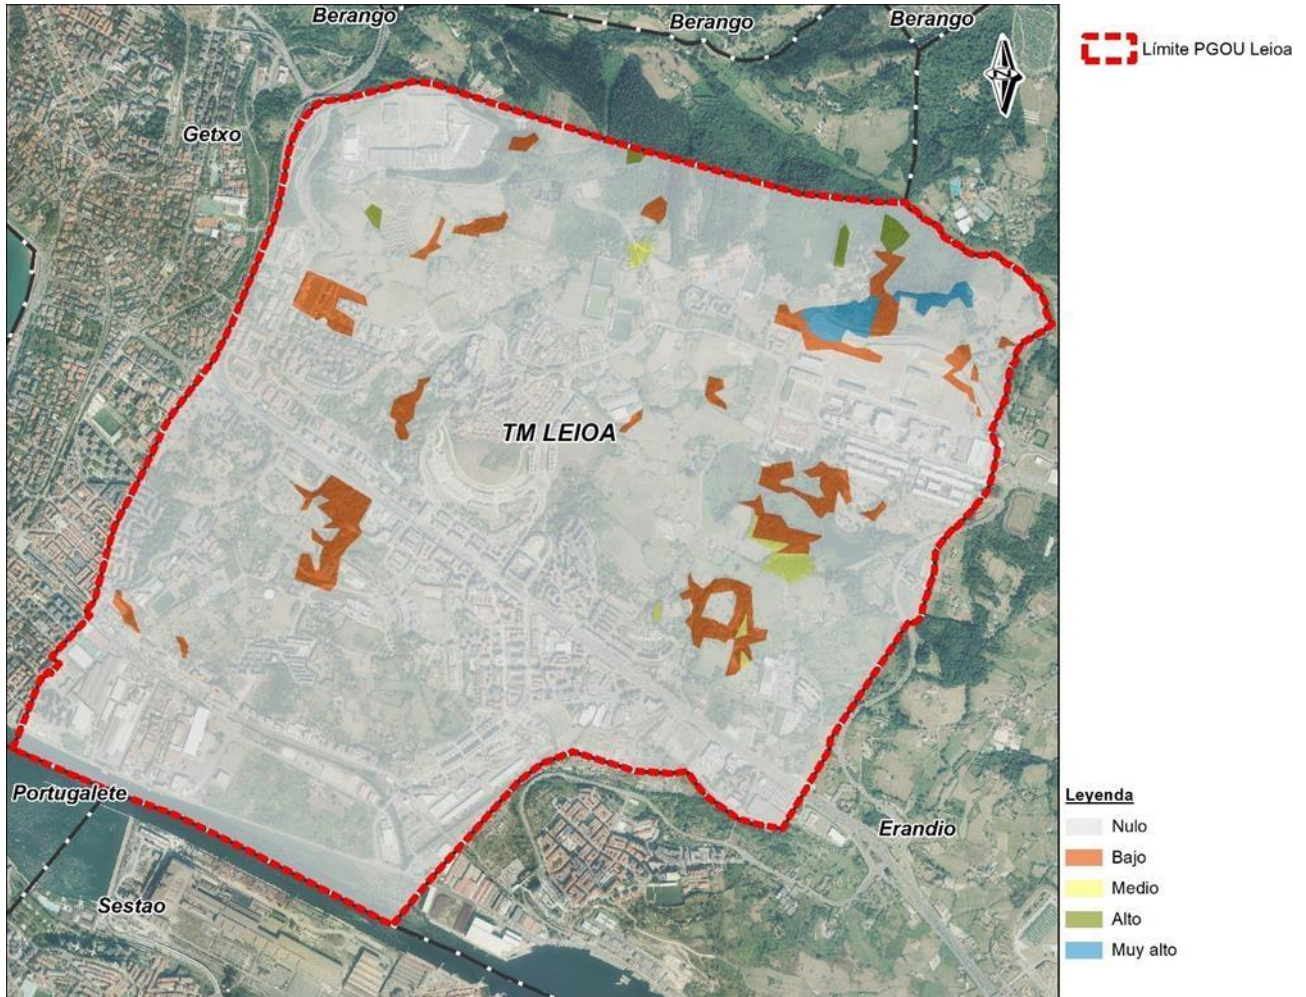 Berango
Berango
Berango
Límite PGOU Leioa
Getxo
TM LEIOA
Portugalete
Erandio
Sestao
Leyenda
Nulo
Bajo
Medio
Alto
Muy alto